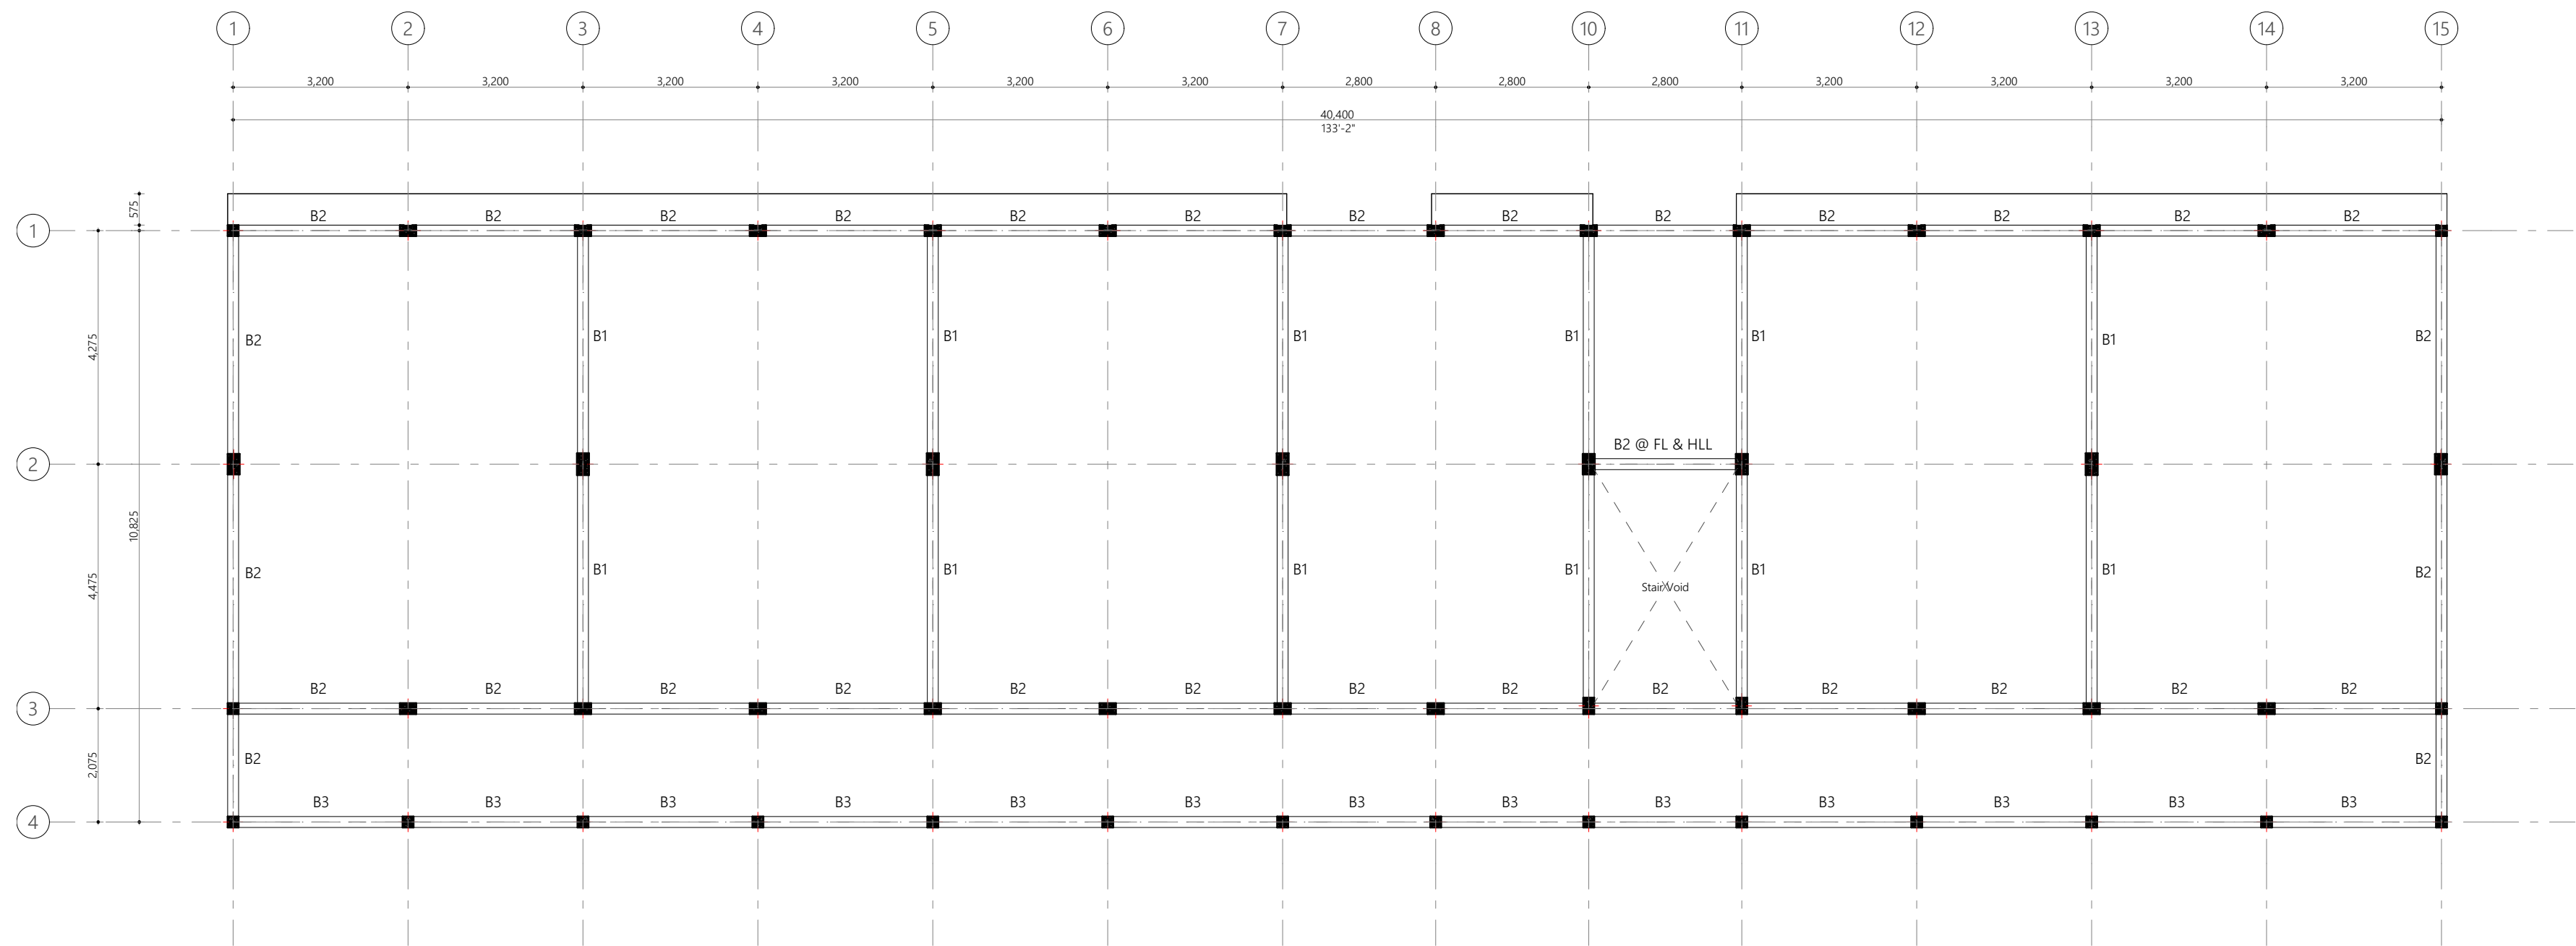 1 2 3 4 5 6 7 8 10 11 12 13 14 15
3,200 3,200 3,200 3,200 3,200 3,200 2,800 2,800 2,800 3,200 3,200 3,200 3,200
40,400
133'-2"
575
B2 B2 B2 B2 B2 B2 B2 B2 B2 B2 B2 B2 B2
1
4,275
B2 B1 B1 B1 B1 B1 B1 B2
B2 @ FL & HLL
2
10,825
4,475
B2 B1 B1 B1 B1 B1 B1 B2
Stair Void
B2 B2 B2 B2 B2 B2 B2 B2 B2 B2 B2 B2 B2
3
2,075
B2 B2
B3 B3 B3 B3 B3 B3 B3 B3 B3 B3 B3 B3 B3
4